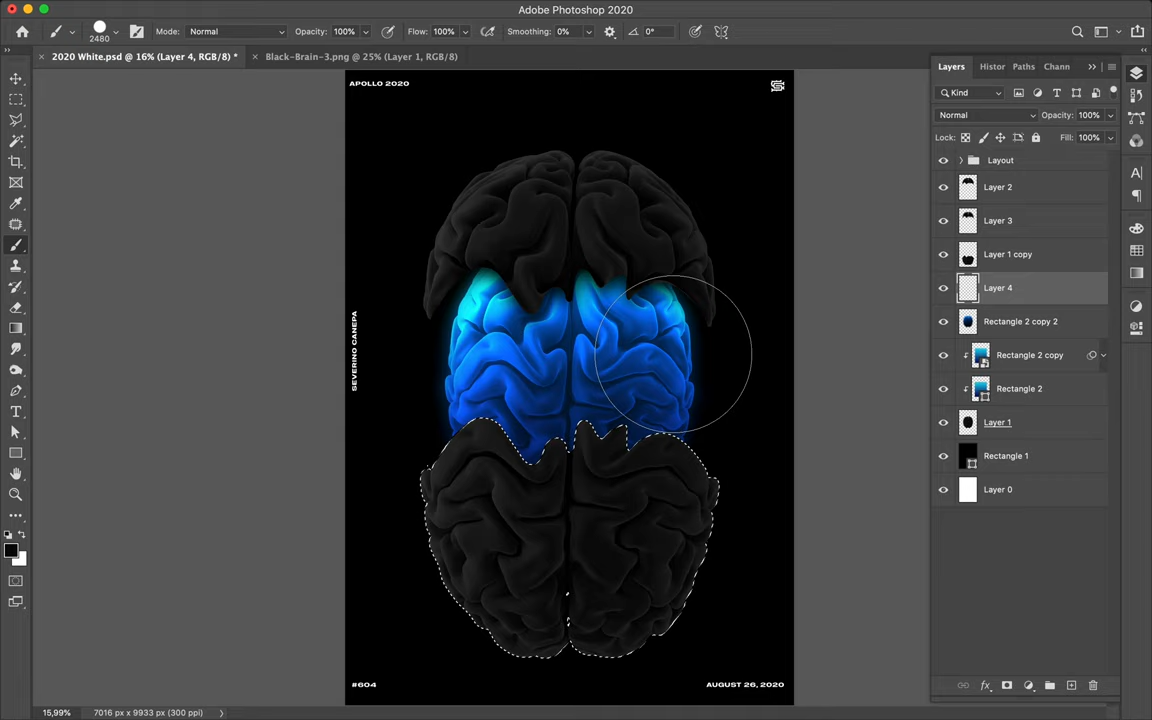 Adobe Photoshop 2020
2480
Mode: Normal
Opacity: 100%
Flow: 100%
Smoothing: 0%
0°
2020 White.psd @ 16% (Layer 4, RGB/8) *
Black-Brain-3.png @ 25% (Layer 1, RGB/8)
APOLLO 2020
SEVERINO CANEPA
#604
AUGUST 26, 2020
Layers
Histor
Paths
Chann
Kind
Normal
Opacity: 100%
Lock:
Fill: 100%
Layout
Layer 2
Layer 3
Layer 1 copy
Layer 4
Rectangle 2 copy 2
Rectangle 2 copy
Rectangle 2
Layer 1
Rectangle 1
Layer 0
15,99%
7016 px x 9933 px (300 ppi)